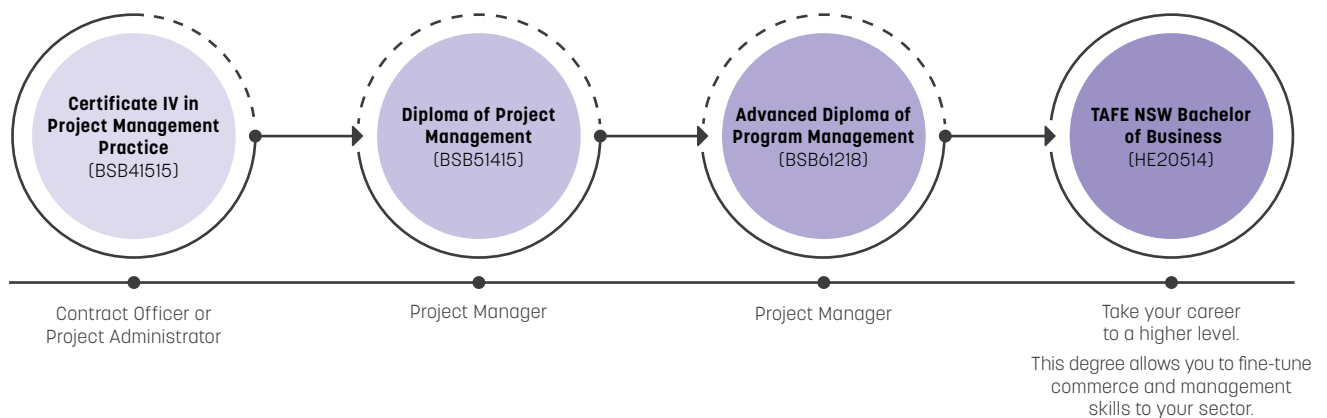 Certificate IV in
Project Management
Practice
(BSB41515)
Diploma of Project
Management
(BSB51415)
Advanced Diploma of
Program Management
(BSB61218)
TAFE NSW Bachelor
of Business
(HE20514)
Contract Officer or
Project Administrator
Project Manager
Project Manager
Take your career
to a higher level.
This degree allows you to fine-tune
commerce and management
skills to your sector.